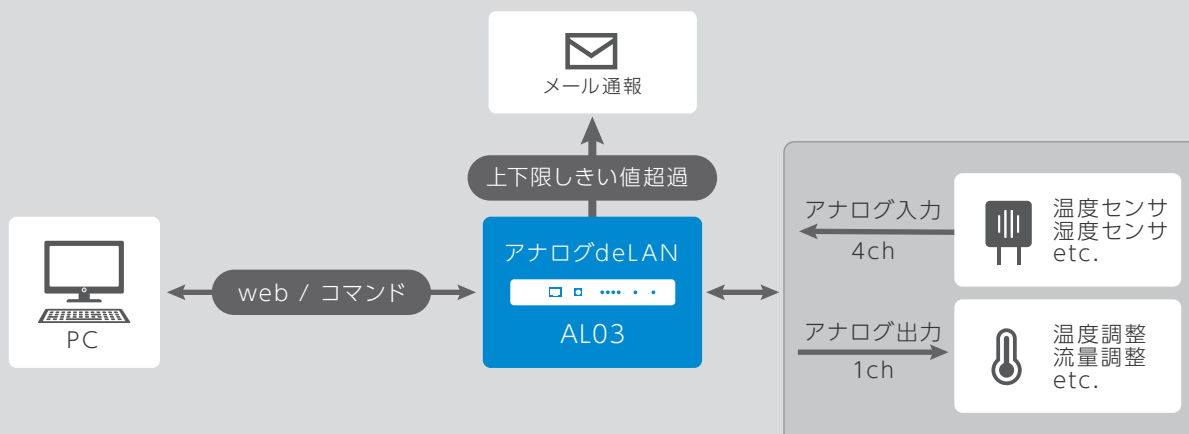 メール通報
上下限しきい値超過
PC
web / コマンド
アナログdeLAN
AL03
アナログ入力
4ch
温度センサ
湿度センサ
etc.
アナログ出力
1ch
温度調整
流量調整
etc.